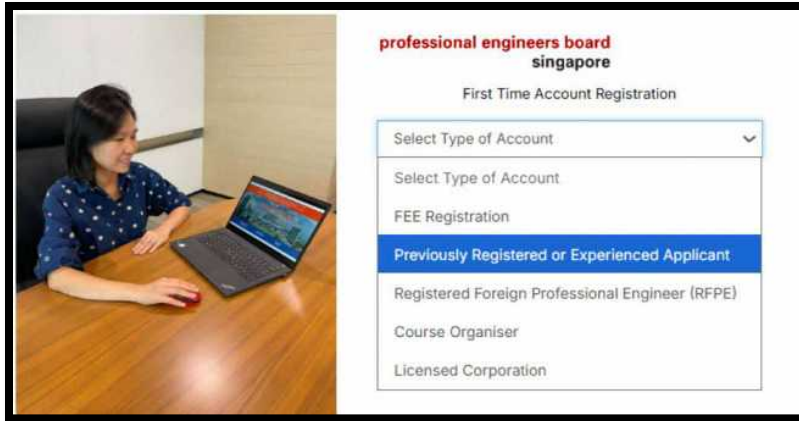 professional engineers board
singapore
First Time Account Registration
Select Type of Account
Select Type of Account
FEE Registration
Previously Registered or Experienced Applicant
Registered Foreign Professional Engineer (RFPE)
Course Organiser
Licensed Corporation